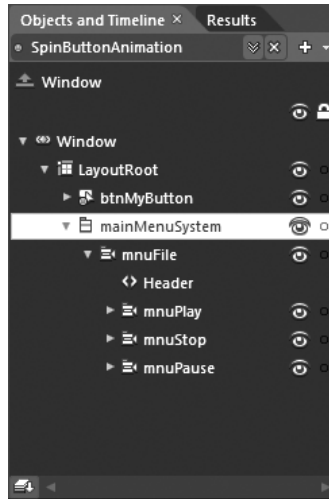 Objects and Timeline × Results
SpinButtonAnimation
Window
Window
LayoutRoot
btnMyButton
mainMenuSystem
mnuFile
Header
mnuPlay
mnuStop
mnuPause